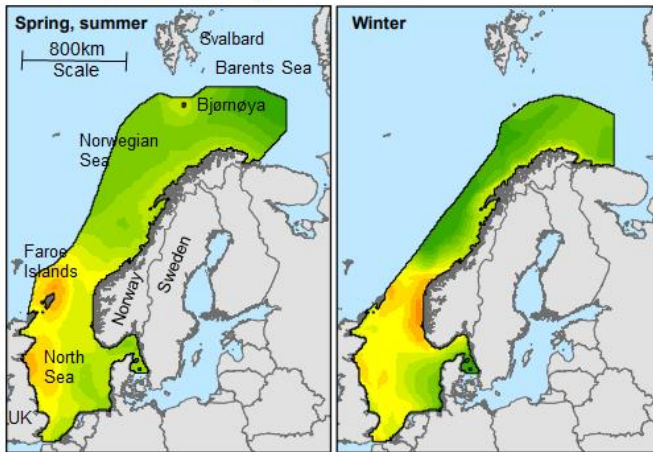 Spring, summer
800km
Scale
Svalbard
Barents Sea
Bjørnøya
Norwegian
Sea
Faroe
Islands
Norway
Sweden
North
Sea
UK
Winter